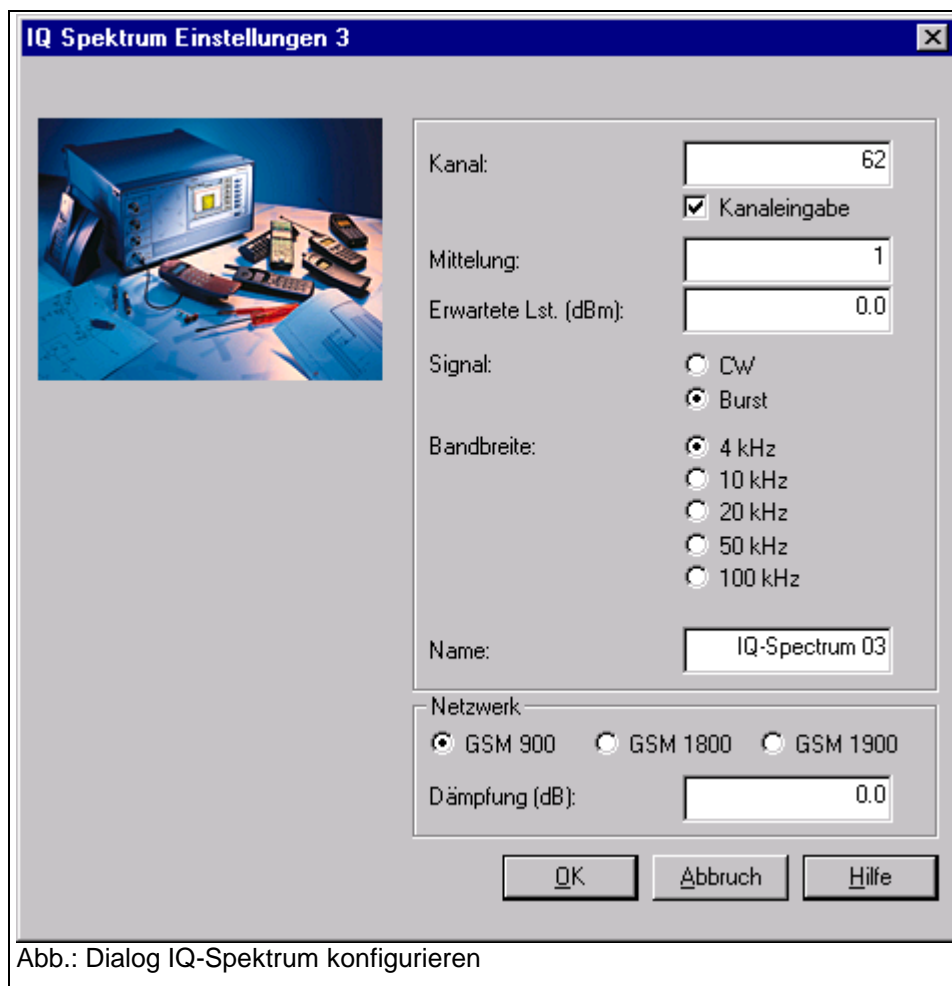 IQ Spektrum Einstellungen 3
Kanal: 62
Kanaleingabe
Mittelung: 1
Erwartete Lst. (dBm): 0.0
Signal: CW
Burst
Bandbreite: 4 kHz
10 kHz
20 kHz
50 kHz
100 kHz
Name: IQ-Spectrum 03
Netzwerk
GSM 900 GSM 1800 GSM 1900
Dämpfung (dB): 0.0
OK Abbruch Hilfe
Abb.: Dialog IQ-Spektrum konfigurieren